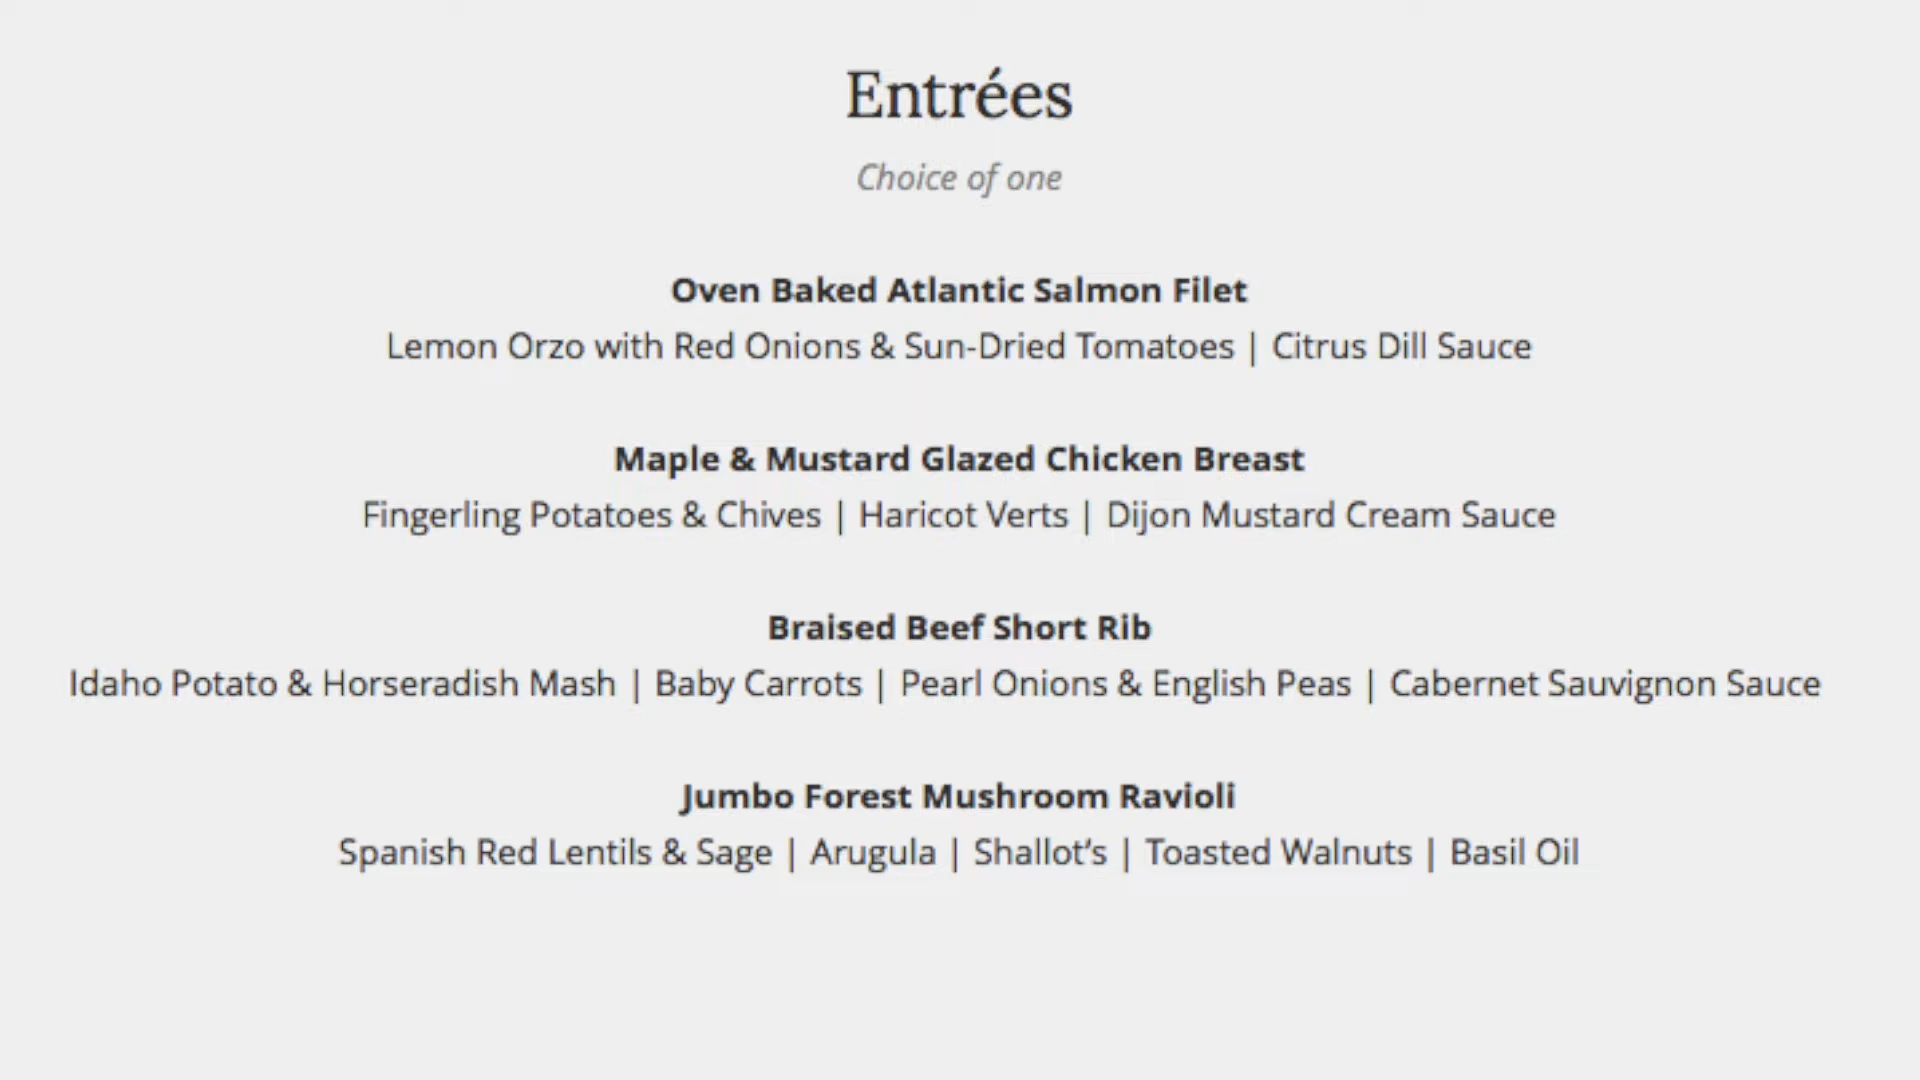 Entrées
Choice of one
Oven Baked Atlantic Salmon Filet
Lemon Orzo with Red Onions & Sun-Dried Tomatoes | Citrus Dill Sauce
Maple & Mustard Glazed Chicken Breast
Fingerling Potatoes & Chives | Haricot Verts | Dijon Mustard Cream Sauce
Braised Beef Short Rib
Idaho Potato & Horseradish Mash | Baby Carrots | Pearl Onions & English Peas | Cabernet Sauvignon Sauce
Jumbo Forest Mushroom Ravioli
Spanish Red Lentils & Sage | Arugula | Shallot’s | Toasted Walnuts | Basil Oil